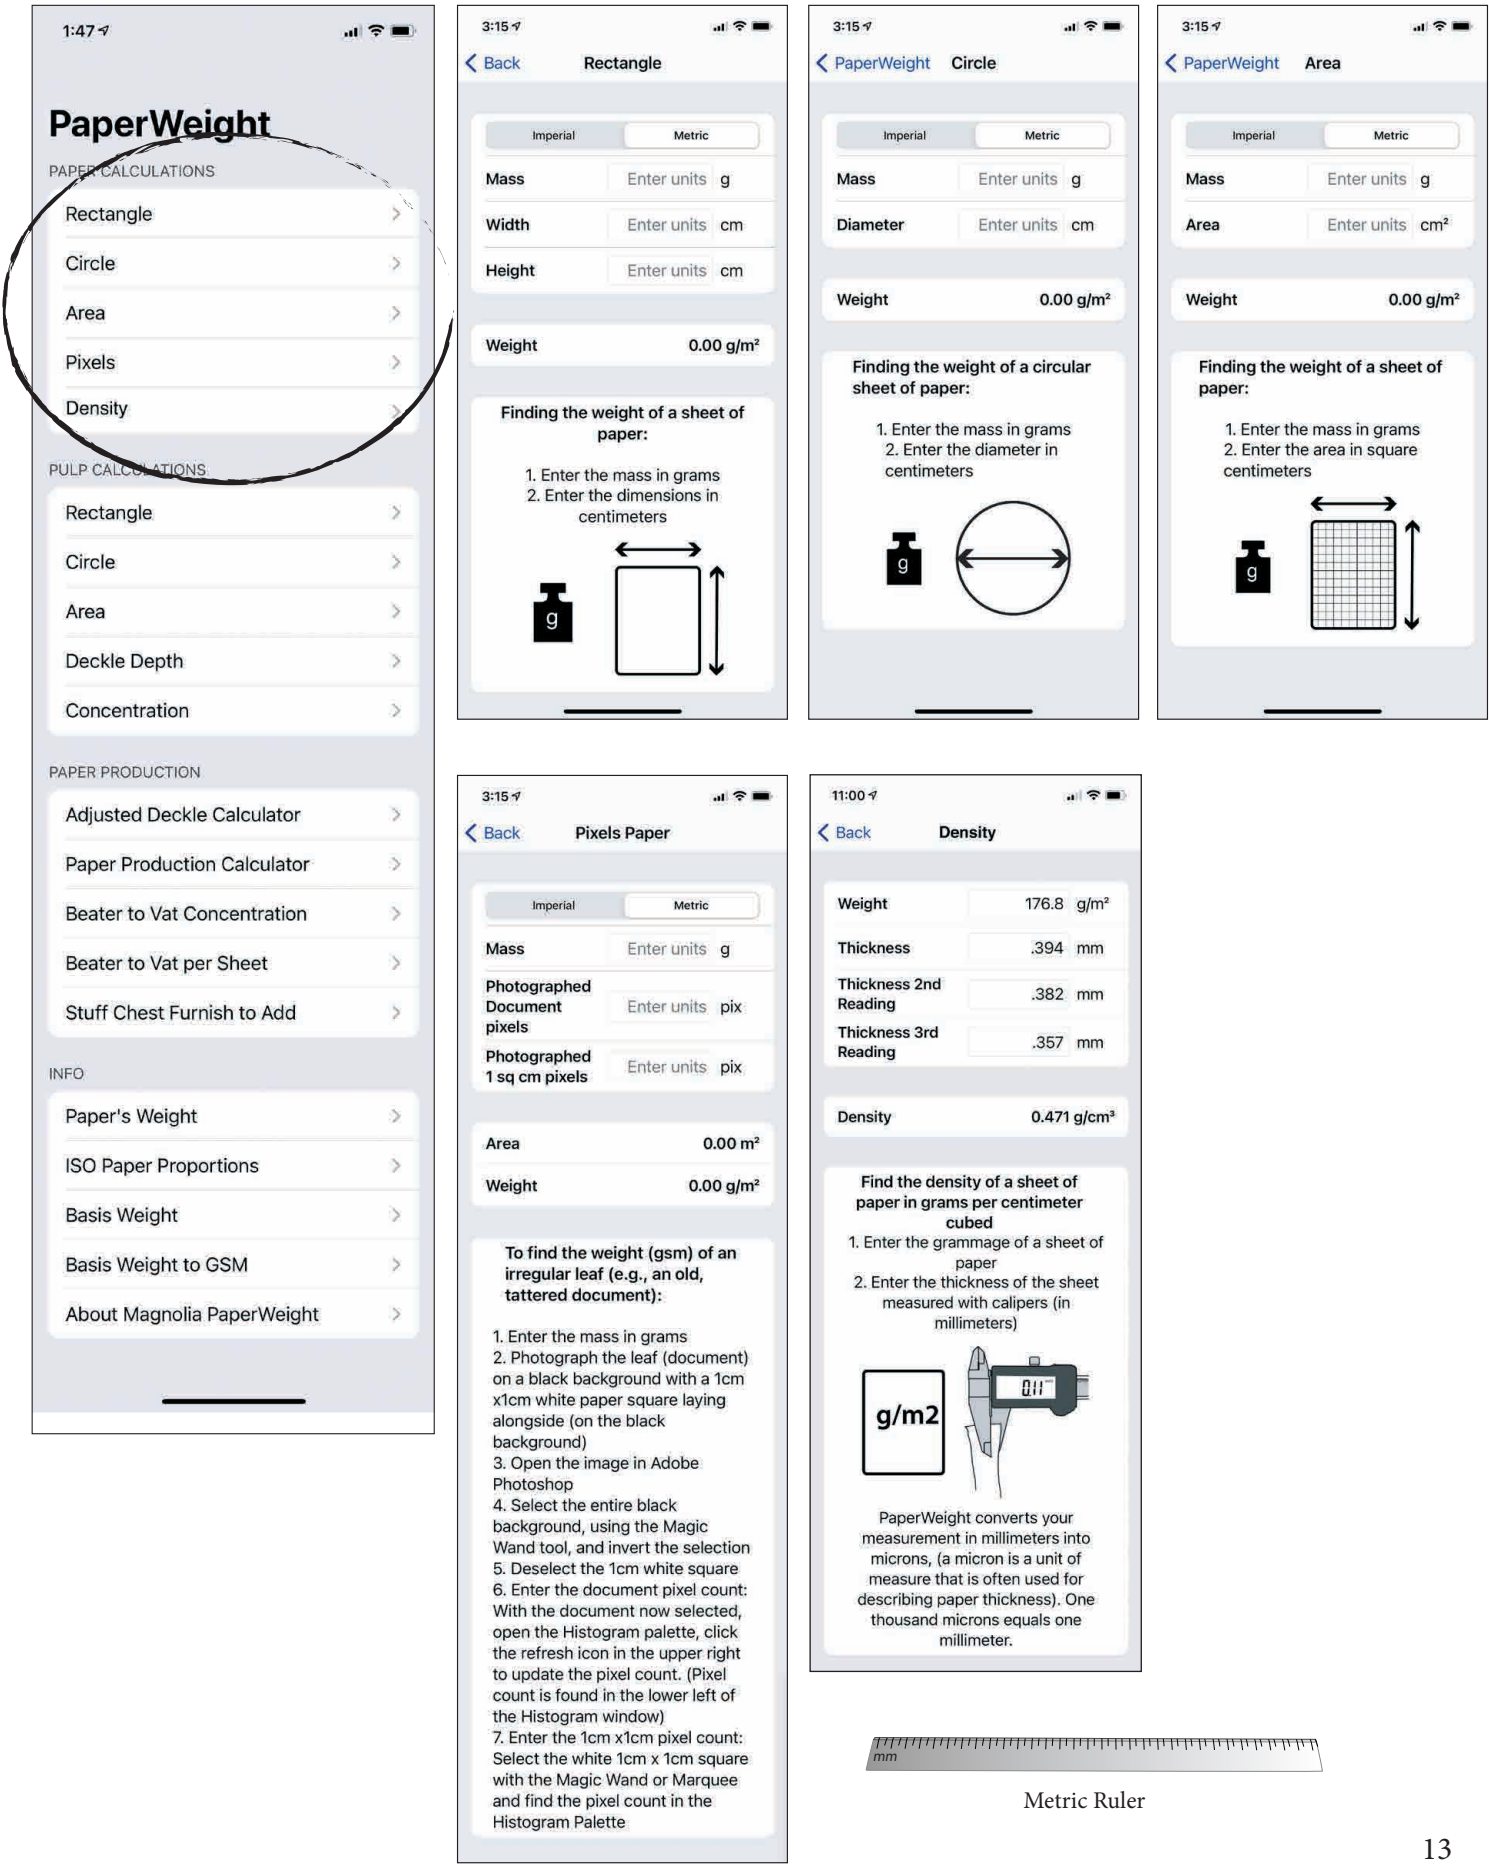 1:47
PaperWeight
PAPER CALCULATIONS
Rectangle
Circle
Area
Pixels
Density
PULP CALCULATIONS
Rectangle
Circle
Area
Deckle Depth
Concentration
PAPER PRODUCTION
Adjusted Deckle Calculator
Paper Production Calculator
Beater to Vat Concentration
Beater to Vat per Sheet
Stuff Chest Furnish to Add
INFO
Paper's Weight
ISO Paper Proportions
Basis Weight
Basis Weight to GSM
About Magnolia PaperWeight
3:15
Back Rectangle
Imperial Metric
Mass Enter units g
Width Enter units cm
Height Enter units cm
Weight 0.00 g/m²
Finding the weight of a sheet of
paper:
1. Enter the mass in grams
2. Enter the dimensions in
centimeters
g
3:15
PaperWeight Circle
Imperial Metric
Mass Enter units g
Diameter Enter units cm
Weight 0.00 g/m²
Finding the weight of a circular
sheet of paper:
1. Enter the mass in grams
2. Enter the diameter in
centimeters
g
3:15
PaperWeight Area
Imperial Metric
Mass Enter units g
Area Enter units cm²
Weight 0.00 g/m²
Finding the weight of a sheet of
paper:
1. Enter the mass in grams
2. Enter the area in square
centimeters
g
3:15
Back Pixels Paper
Imperial Metric
Mass Enter units g
Photographed
Document
pixels
Enter units pix
Photographed
1 sq cm pixels
Enter units pix
Area 0.00 m²
Weight 0.00 g/m²
To find the weight (gsm) of an
irregular leaf (e.g., an old,
tattered document):
1. Enter the mass in grams
2. Photograph the leaf (document)
on a black background with a 1cm
x1cm white paper square laying
alongside (on the black
background)
3. Open the image in Adobe
Photoshop
4. Select the entire black
background, using the Magic
Wand tool, and invert the selection
5. Deselect the 1cm white square
6. Enter the document pixel count:
With the document now selected,
open the Histogram palette, click
the refresh icon in the upper right
to update the pixel count. (Pixel
count is found in the lower left of
the Histogram window)
7. Enter the 1cm x1cm pixel count:
Select the white 1cm x 1cm square
with the Magic Wand or Marquee
and find the pixel count in the
Histogram Palette
11:00
Back Density
Weight 176.8 g/m²
Thickness .394 mm
Thickness 2nd
Reading
.382 mm
Thickness 3rd
Reading
.357 mm
Density 0.471 g/cm³
Find the density of a sheet of
paper in grams per centimeter
cubed
1. Enter the grammage of a sheet of
paper
2. Enter the thickness of the sheet
measured with calipers (in
millimeters)
g/m2
0.11
PaperWeight converts your
measurement in millimeters into
microns, (a micron is a unit of
measure that is often used for
describing paper thickness). One
thousand microns equals one
millimeter.
mm
Metric Ruler
13